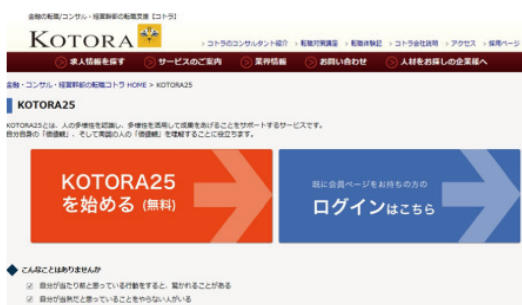 金融の転職/コンサル・経営幹部の転職支援【コトラ】
KOTORA
コトラのコンサルタント紹介 転職対策講座 転職体験記 コトラ会社説明 アクセス 採用ページ
求人情報を探す サービスのご案内 業界情報 お問い合わせ 人材をお探しの企業様へ
金融・コンサル・経営幹部の転職コトラ HOME > KOTORA25
KOTORA25
KOTORA25とは、人の多様性を認識し、多様性を活用して成果をあげることをサポートするサービスです。
自分自身の「価値観」、そして周囲の人の「価値観」を理解することに役立ちます。
KOTORA25
を始める (無料)
既に会員ページをお持ちの方の
ログインはこちら
こんなことはありませんか
自分が当たり前と思っている行動をすると、驚かれることがある
自分が当然だと思っていることをやらない人がいる